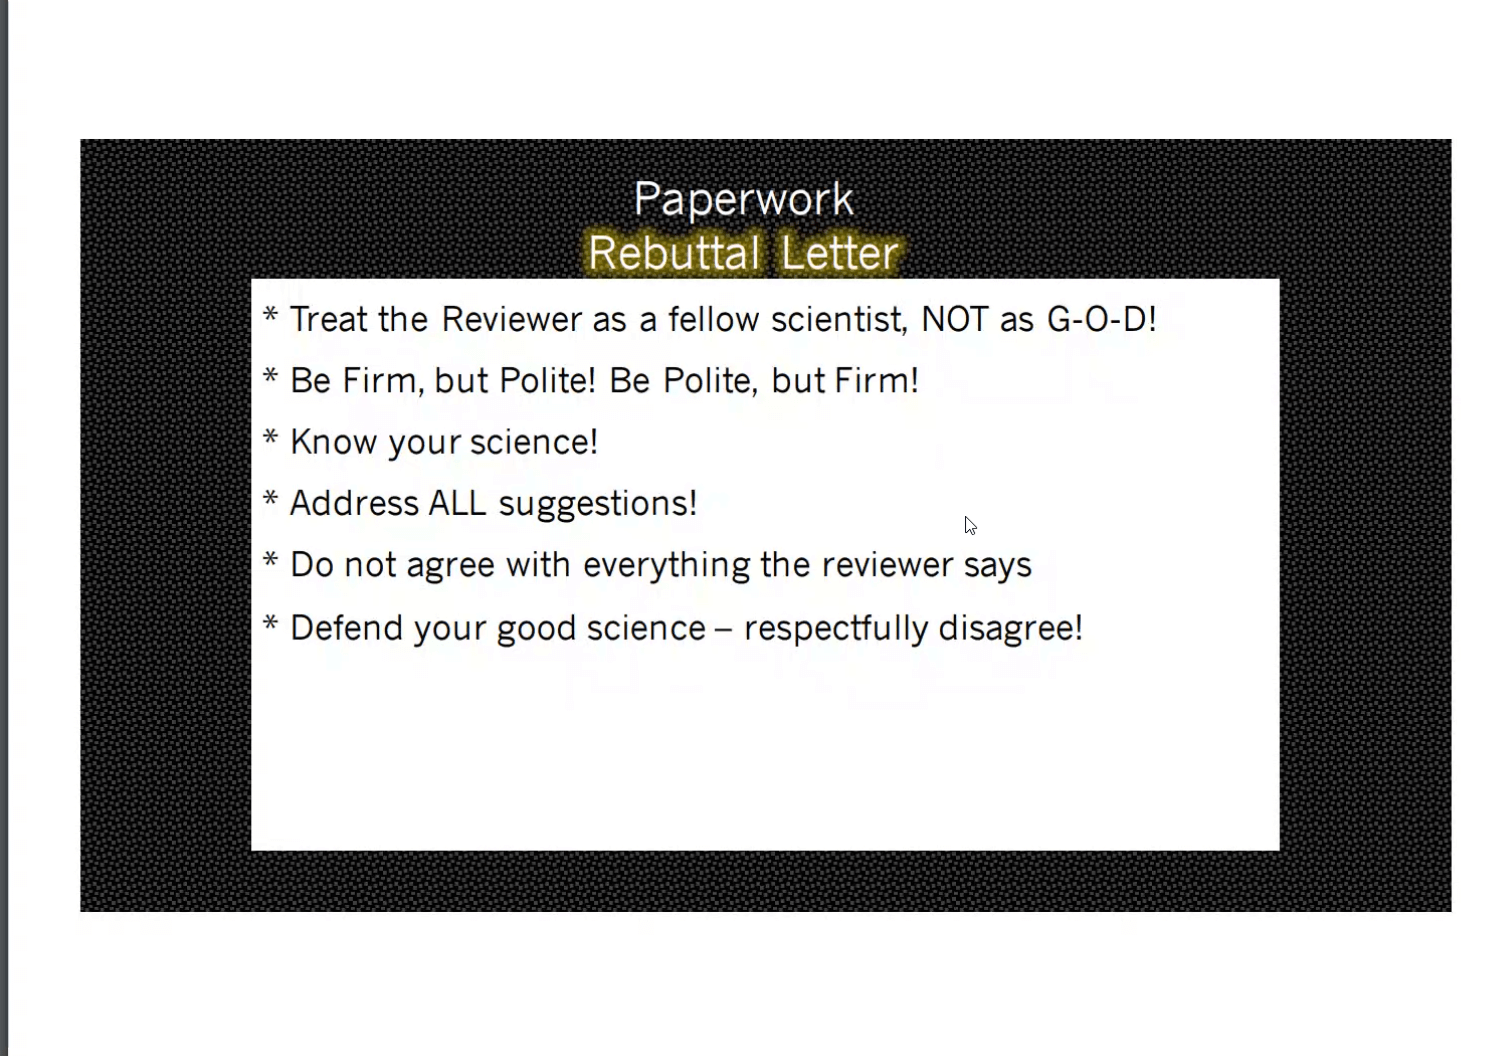 Paperwork
Rebuttal Letter
* Treat the Reviewer as a fellow scientist, NOT as G-O-D!
* Be Firm, but Polite! Be Polite, but Firm!
* Know your science!
* Address ALL suggestions!
* Do not agree with everything the reviewer says
* Defend your good science – respectfully disagree!